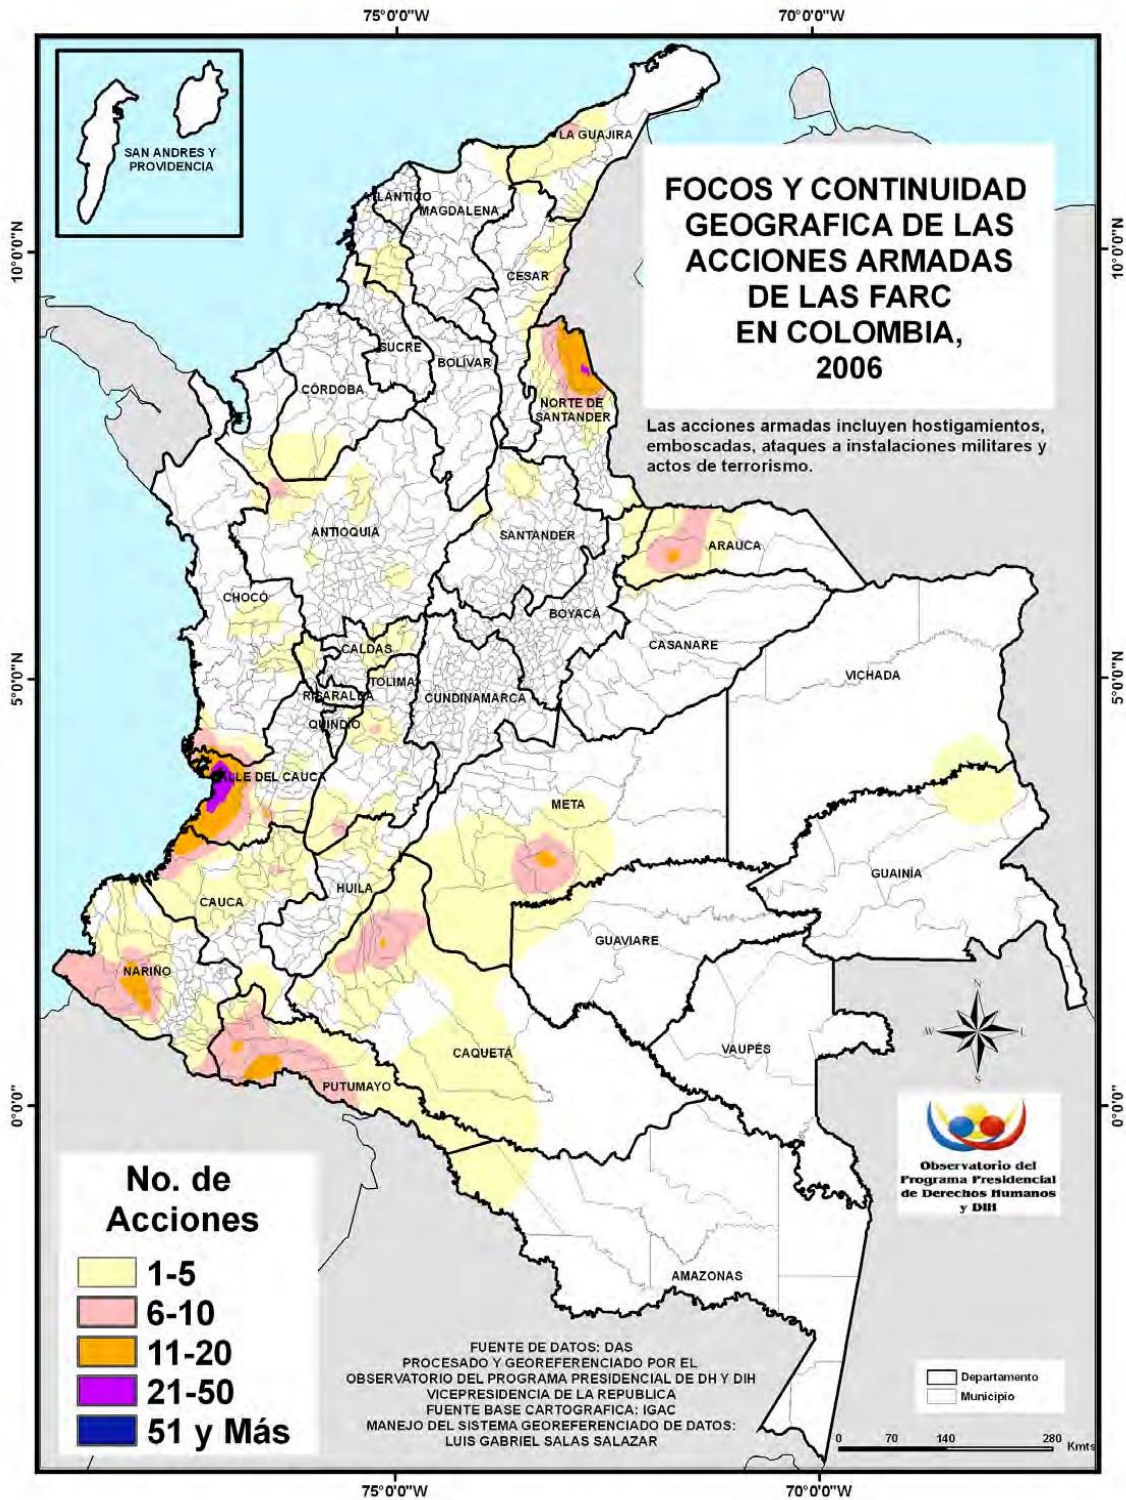 75°0'0"W
70°0'0"W
SAN ANDRES Y
PROVIDENCIA
FOCOS Y CONTINUIDAD
GEOGRAFICA DE LAS
ACCIONES ARMADAS
DE LAS FARC
EN COLOMBIA,
2006
Las acciones armadas incluyen hostigamientos,
emboscadas, ataques a instalaciones militares y
actos de terrorismo.
10°0'0"N
10°0'0"N
5°0'0"N
5°0'0"N
0°0'0"
0°0'0"
LA GUAJIRA
ATLÁNTICO
MAGDALENA
CESAR
SUCRE
BOLÍVAR
CÓRDOBA
NORTE DE
SANTANDER
ANTIOQUIA
SANTANDER
ARAUCA
CHOCÓ
BOYACÁ
CALDAS
CASANARE
VICHADA
TOLIMA
RISARALDA
CUNDINAMARCA
QUINDÍO
VALLE DEL CAUCA
META
HUILA
CAUCA
GUAINÍA
GUAVIARE
NARIÑO
CAQUETÁ
VAUPÉS
PUTUMAYO
AMAZONAS
N
W
L
S
Observatorio del
Programa Presidencial
de Derechos Humanos
y DIH
No. de
Acciones
1-5
6-10
11-20
21-50
51 y Más
FUENTE DE DATOS: DAS
PROCESADO Y GEOREFERENCIADO POR EL
OBSERVATORIO DEL PROGRAMA PRESIDENCIAL DE DH Y DIH
VICEPRESIDENCIA DE LA REPUBLICA
FUENTE BASE CARTOGRAFICA: IGAC
MANEJO DEL SISTEMA GEOREFERENCIADO DE DATOS:
LUIS GABRIEL SALAS SALAZAR
Departamento
Municipio
0 70 140 280
Kmts
75°0'0"W
70°0'0"W